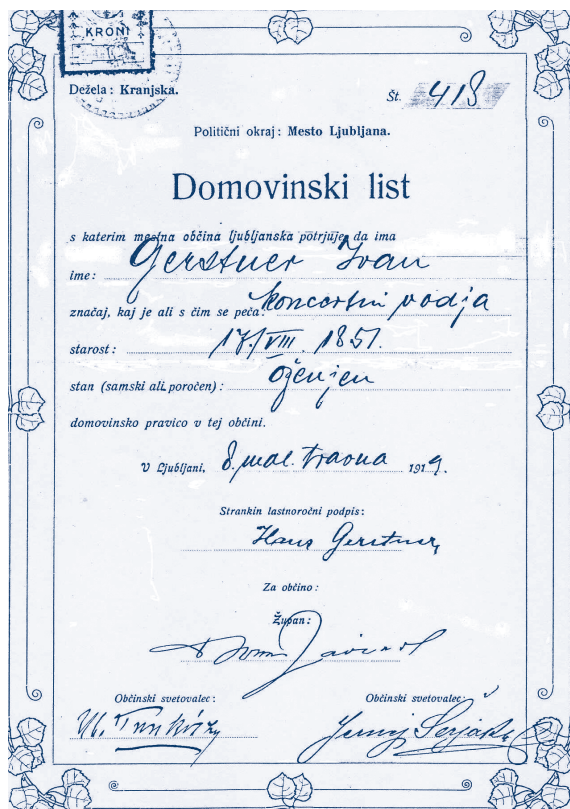 KRONI
Dežela: Kranjska.
Št. 418
Politični okraj: Mesto Ljubljana.
Domovinski list
s katerim mestna občina ljubljanska potrjuje, da ima
ime: Gerstner Ivan
značaj, kaj je ali s čim se peča: koncertni vodja
starost: 17./VIII. 1851.
stan (samski ali poročen): oženjen
domovinsko pravico v tej občini.
V Ljubljani, 8. mal. travna 1919.
Strankin lastnoročni podpis:
Hans Gerstner
Za občino:
Župan:
Občinski svetovalec: Občinski svetovalec: